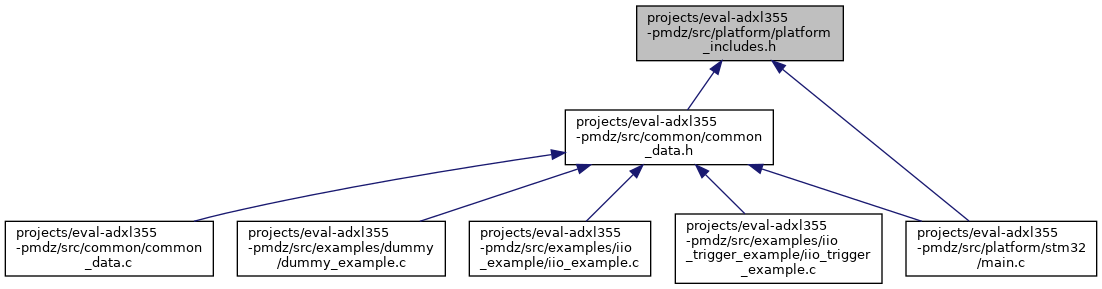 projects/eval-adxl355
-pmdz/src/platform/platform
_includes.h
projects/eval-adxl355
-pmdz/src/common/common
_data.h
projects/eval-adxl355
-pmdz/src/common/common
_data.c
projects/eval-adxl355
-pmdz/src/examples/dummy
/dummy_example.c
projects/eval-adxl355
-pmdz/src/examples/iio
_example/iio_example.c
projects/eval-adxl355
-pmdz/src/examples/iio
_trigger_example/iio_trigger
_example.c
projects/eval-adxl355
-pmdz/src/platform/stm32
/main.c